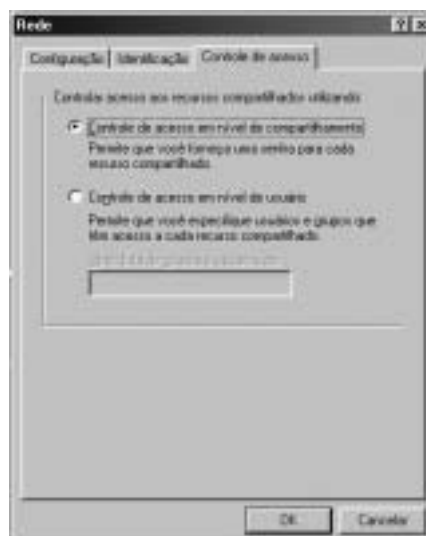 Rede
Configuração Identificação Controle de acesso
Controlar acesso aos recursos compartilhados utilizando
Controle de acesso em nível de compartilhamento
Permite que você forneça uma senha para cada
recurso compartilhado.
Controle de acesso em nível de usuário
Permite que você especifique usuários e grupos que
têm acesso a cada recurso compartilhado.
OK Cancelar